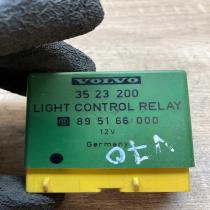 VOLVO
35 23 200
LIGHT CONTROL RELAY
89 51 66 000
12V
Germany